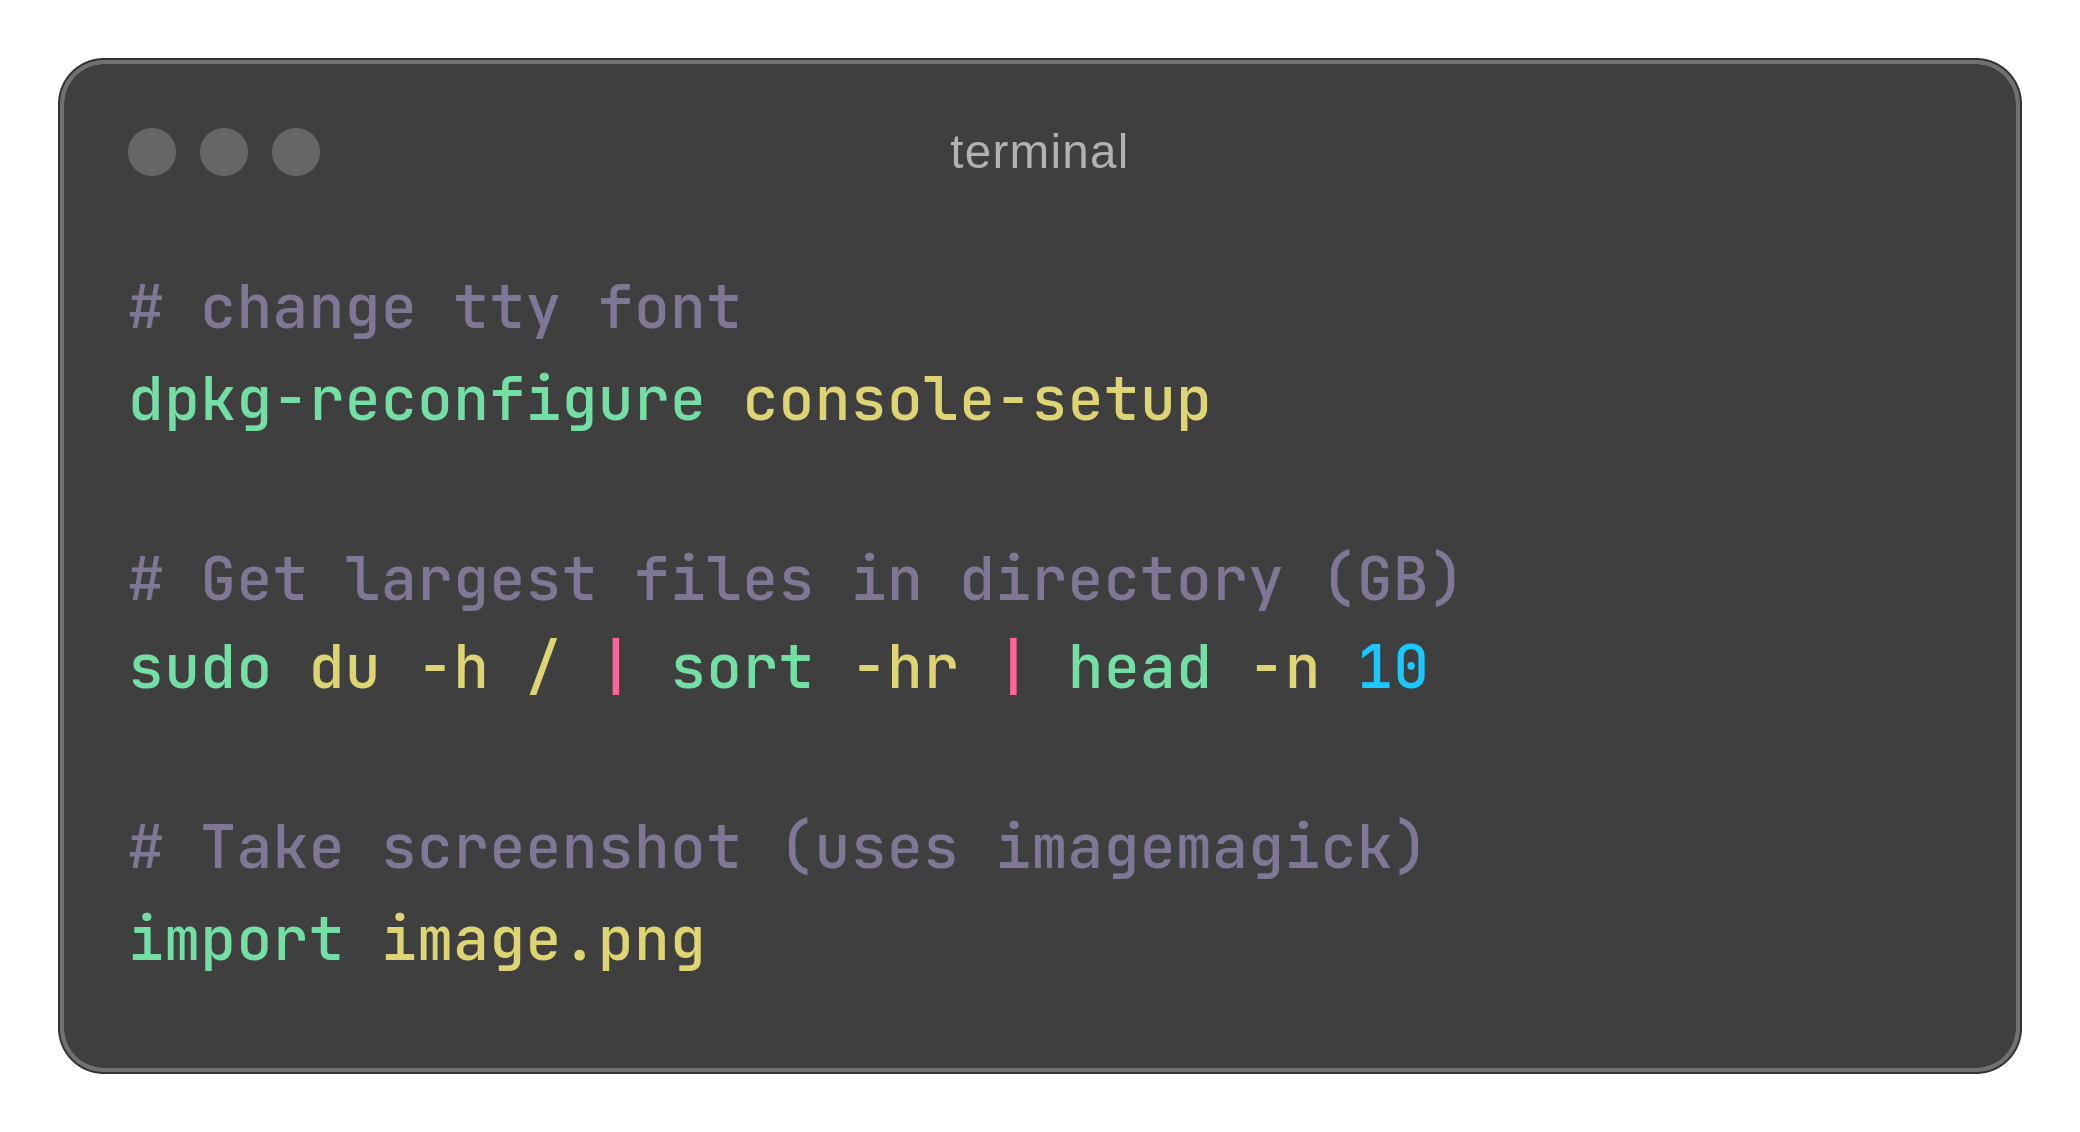 terminal
# change tty font
dpkg-reconfigure console-setup
# Get largest files in directory (GB)
sudo du -h / | sort -hr | head -n 10
# Take screenshot (uses imagemagick)
import image.png